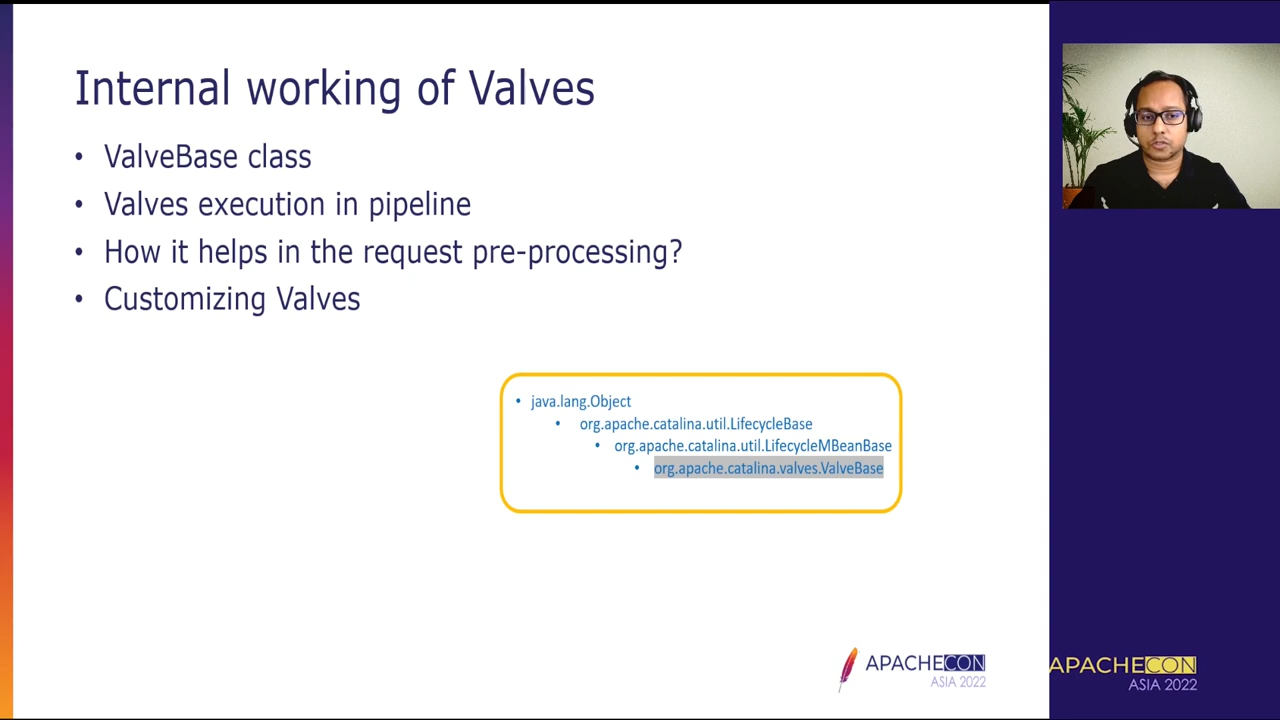 Internal working of Valves
• ValveBase class
• Valves execution in pipeline
• How it helps in the request pre-processing?
• Customizing Valves
• java.lang.Object
• org.apache.catalina.util.LifecycleBase
• org.apache.catalina.util.LifecycleMBeanBase
• org.apache.catalina.valves.ValveBase
APACHECON
ASIA 2022
APACHECON
ASIA 2022